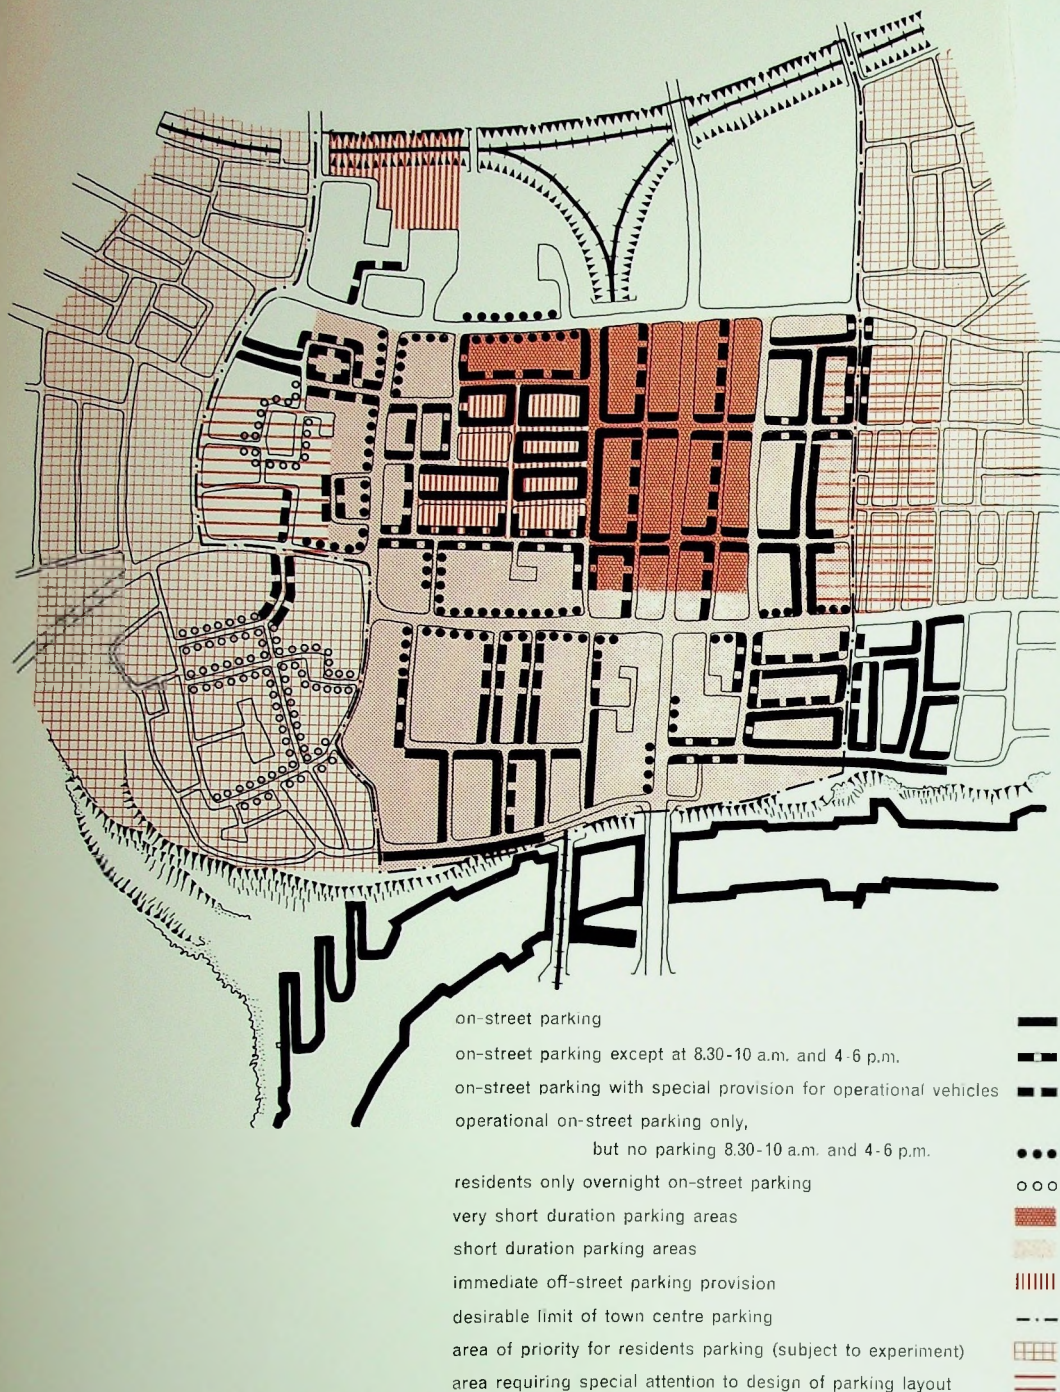 on-street parking
on-street parking except at 8.30-10 a.m. and 4-6 p.m.
on-street parking with special provision for operational vehicles
operational on-street parking only,
but no parking 8.30-10 a.m. and 4-6 p.m.
residents only overnight on-street parking
very short duration parking areas
short duration parking areas
immediate off-street parking provision
desirable limit of town centre parking
area of priority for residents parking (subject to experiment)
area requiring special attention to design of parking layout